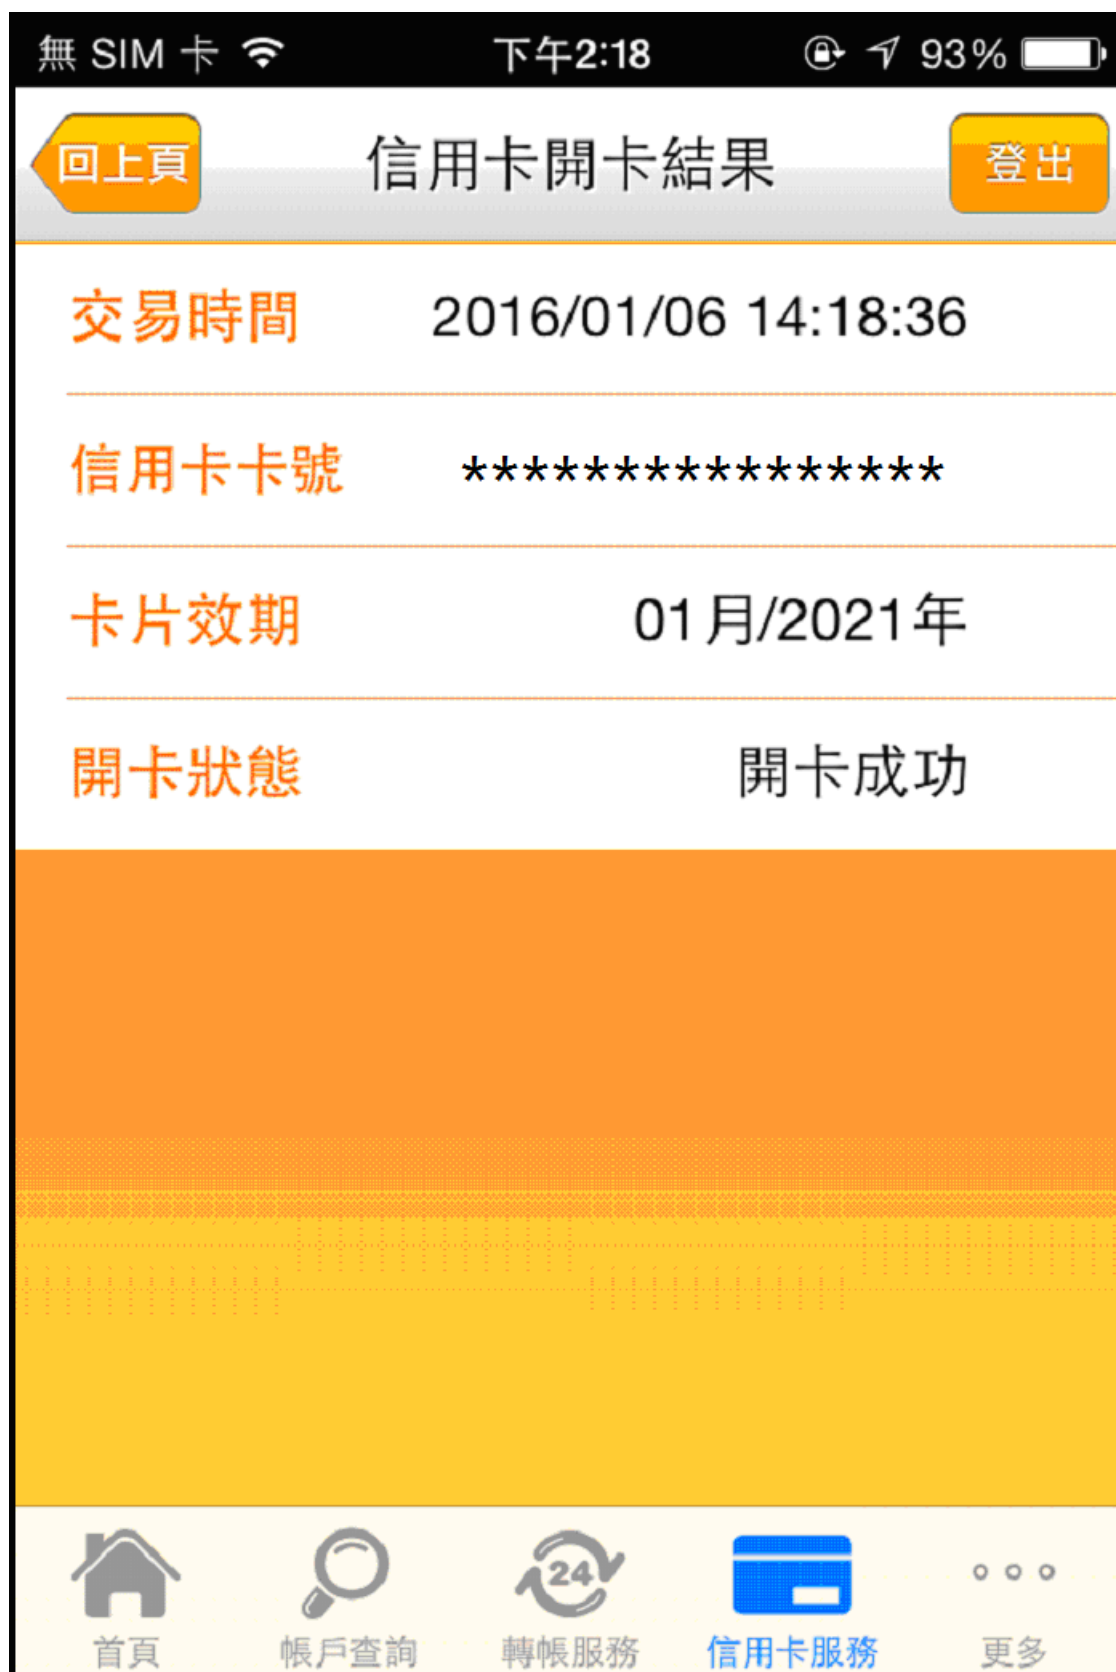 無 SIM 卡 下午2:18 93%
回上頁 信用卡開卡結果 登出
交易時間 2016/01/06 14:18:36
信用卡卡號 ****************
卡片效期 01月/2021年
開卡狀態 開卡成功
24
首頁 帳戶查詢 轉帳服務 信用卡服務 更多